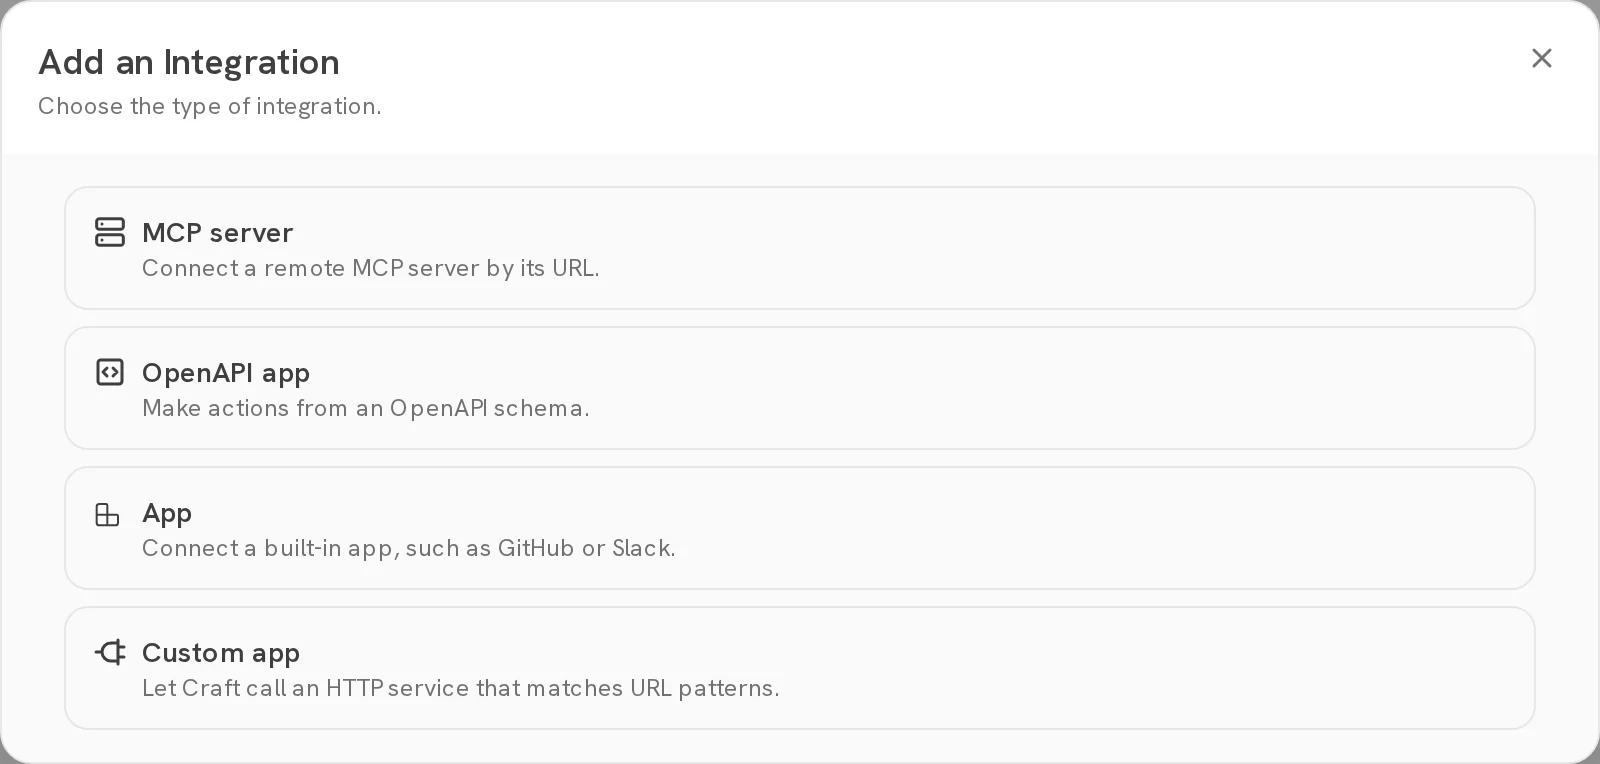 Add an Integration
Choose the type of integration.
MCP server
Connect a remote MCP server by its URL.
OpenAPI app
Make actions from an OpenAPI schema.
App
Connect a built-in app, such as GitHub or Slack.
Custom app
Let Craft call an HTTP service that matches URL patterns.